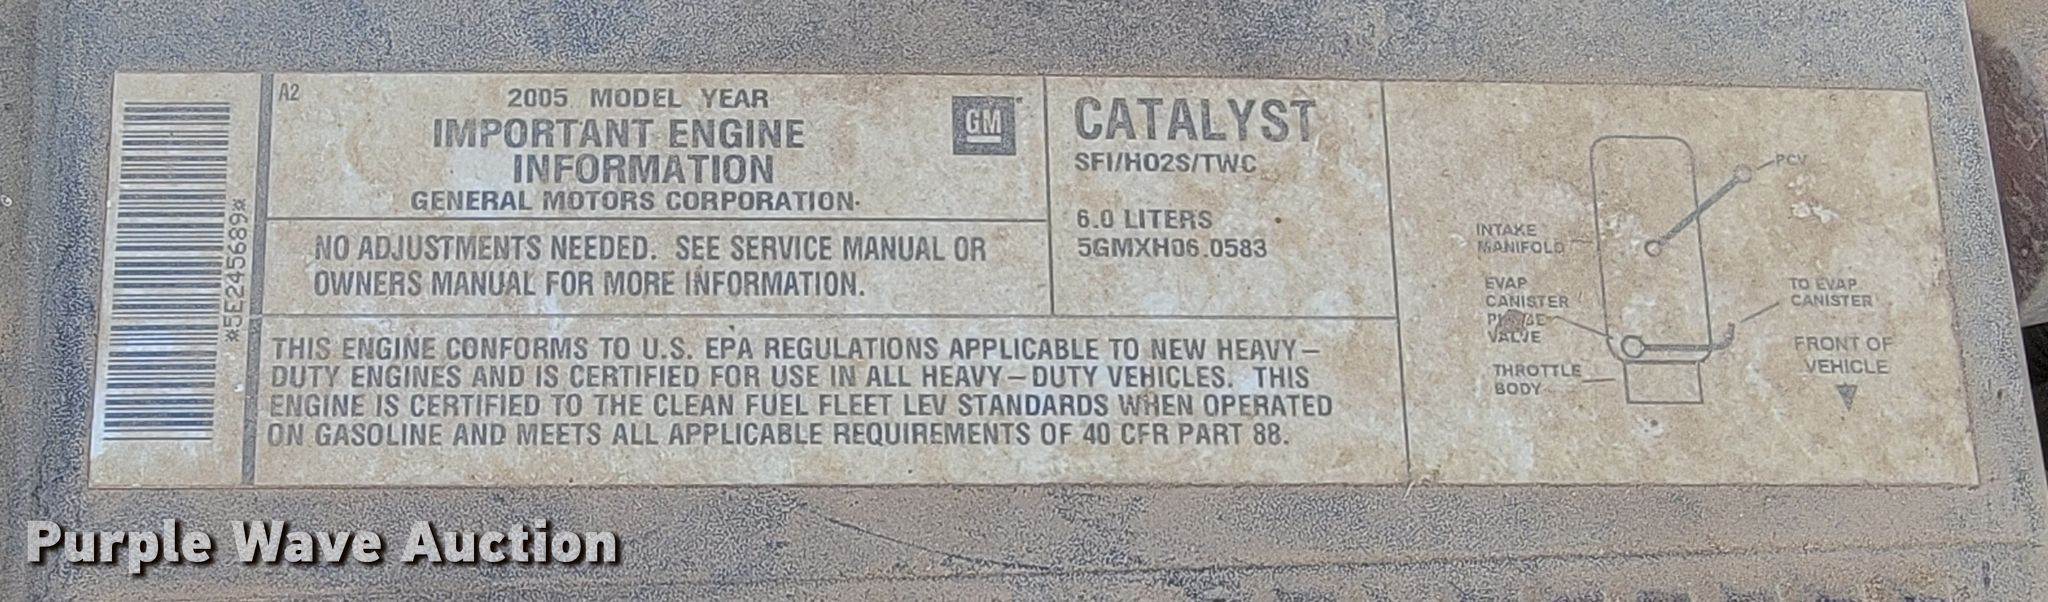 *5E245689*
A2
2005 MODEL YEAR
IMPORTANT ENGINE
INFORMATION
GENERAL MOTORS CORPORATION
GM
NO ADJUSTMENTS NEEDED. SEE SERVICE MANUAL OR
OWNERS MANUAL FOR MORE INFORMATION.
CATALYST
SFI/HO2S/TWC
6.0 LITERS
5GMXH06.0583
THIS ENGINE CONFORMS TO U.S. EPA REGULATIONS APPLICABLE TO NEW HEAVY-
DUTY ENGINES AND IS CERTIFIED FOR USE IN ALL HEAVY-DUTY VEHICLES. THIS
ENGINE IS CERTIFIED TO THE CLEAN FUEL FLEET LEV STANDARDS WHEN OPERATED
ON GASOLINE AND MEETS ALL APPLICABLE REQUIREMENTS OF 40 CFR PART 88.
PCV
INTAKE
MANIFOLD
EVAP
CANISTER
PURGE
VALVE
THROTTLE
BODY
TO EVAP
CANISTER
FRONT OF
VEHICLE
Purple Wave Auction